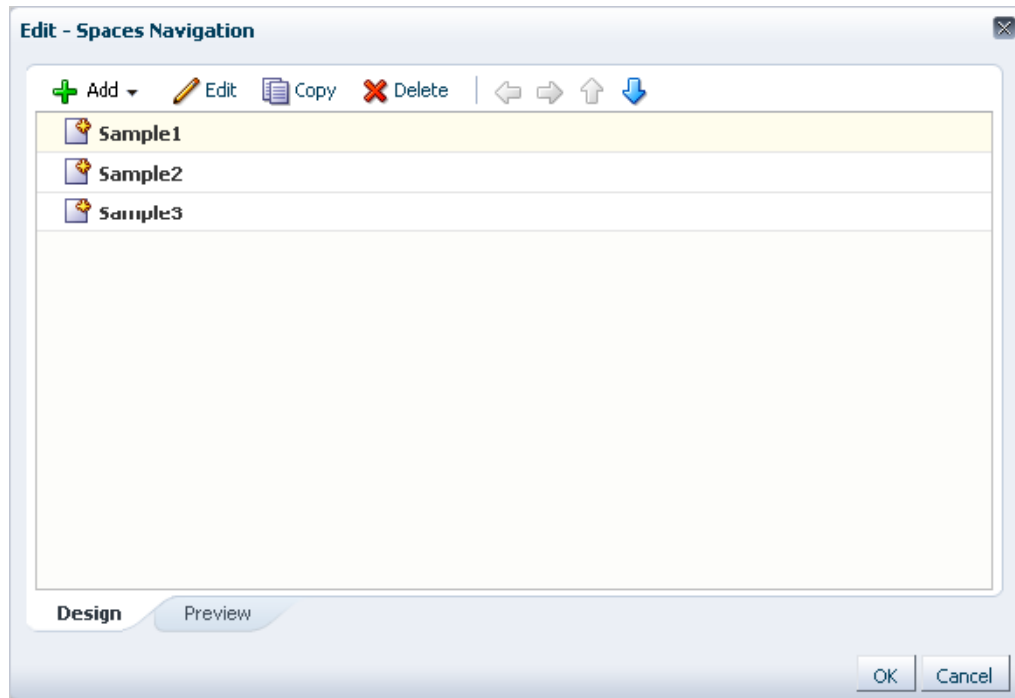 Edit - Spaces Navigation
Add Edit Copy Delete
Sample1
Sample2
Sample3
Design Preview
OK Cancel